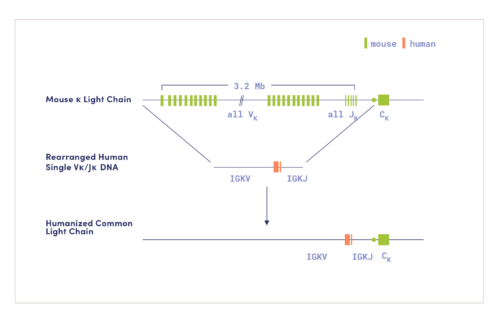 mouse human
3.2 Mb
Mouse κ Light Chain
all Vκ all Jκ Cκ
Rearranged Human
Single Vκ/Jκ DNA
IGKV IGKJ
Humanized Common
Light Chain
IGKV IGKJ Cκ